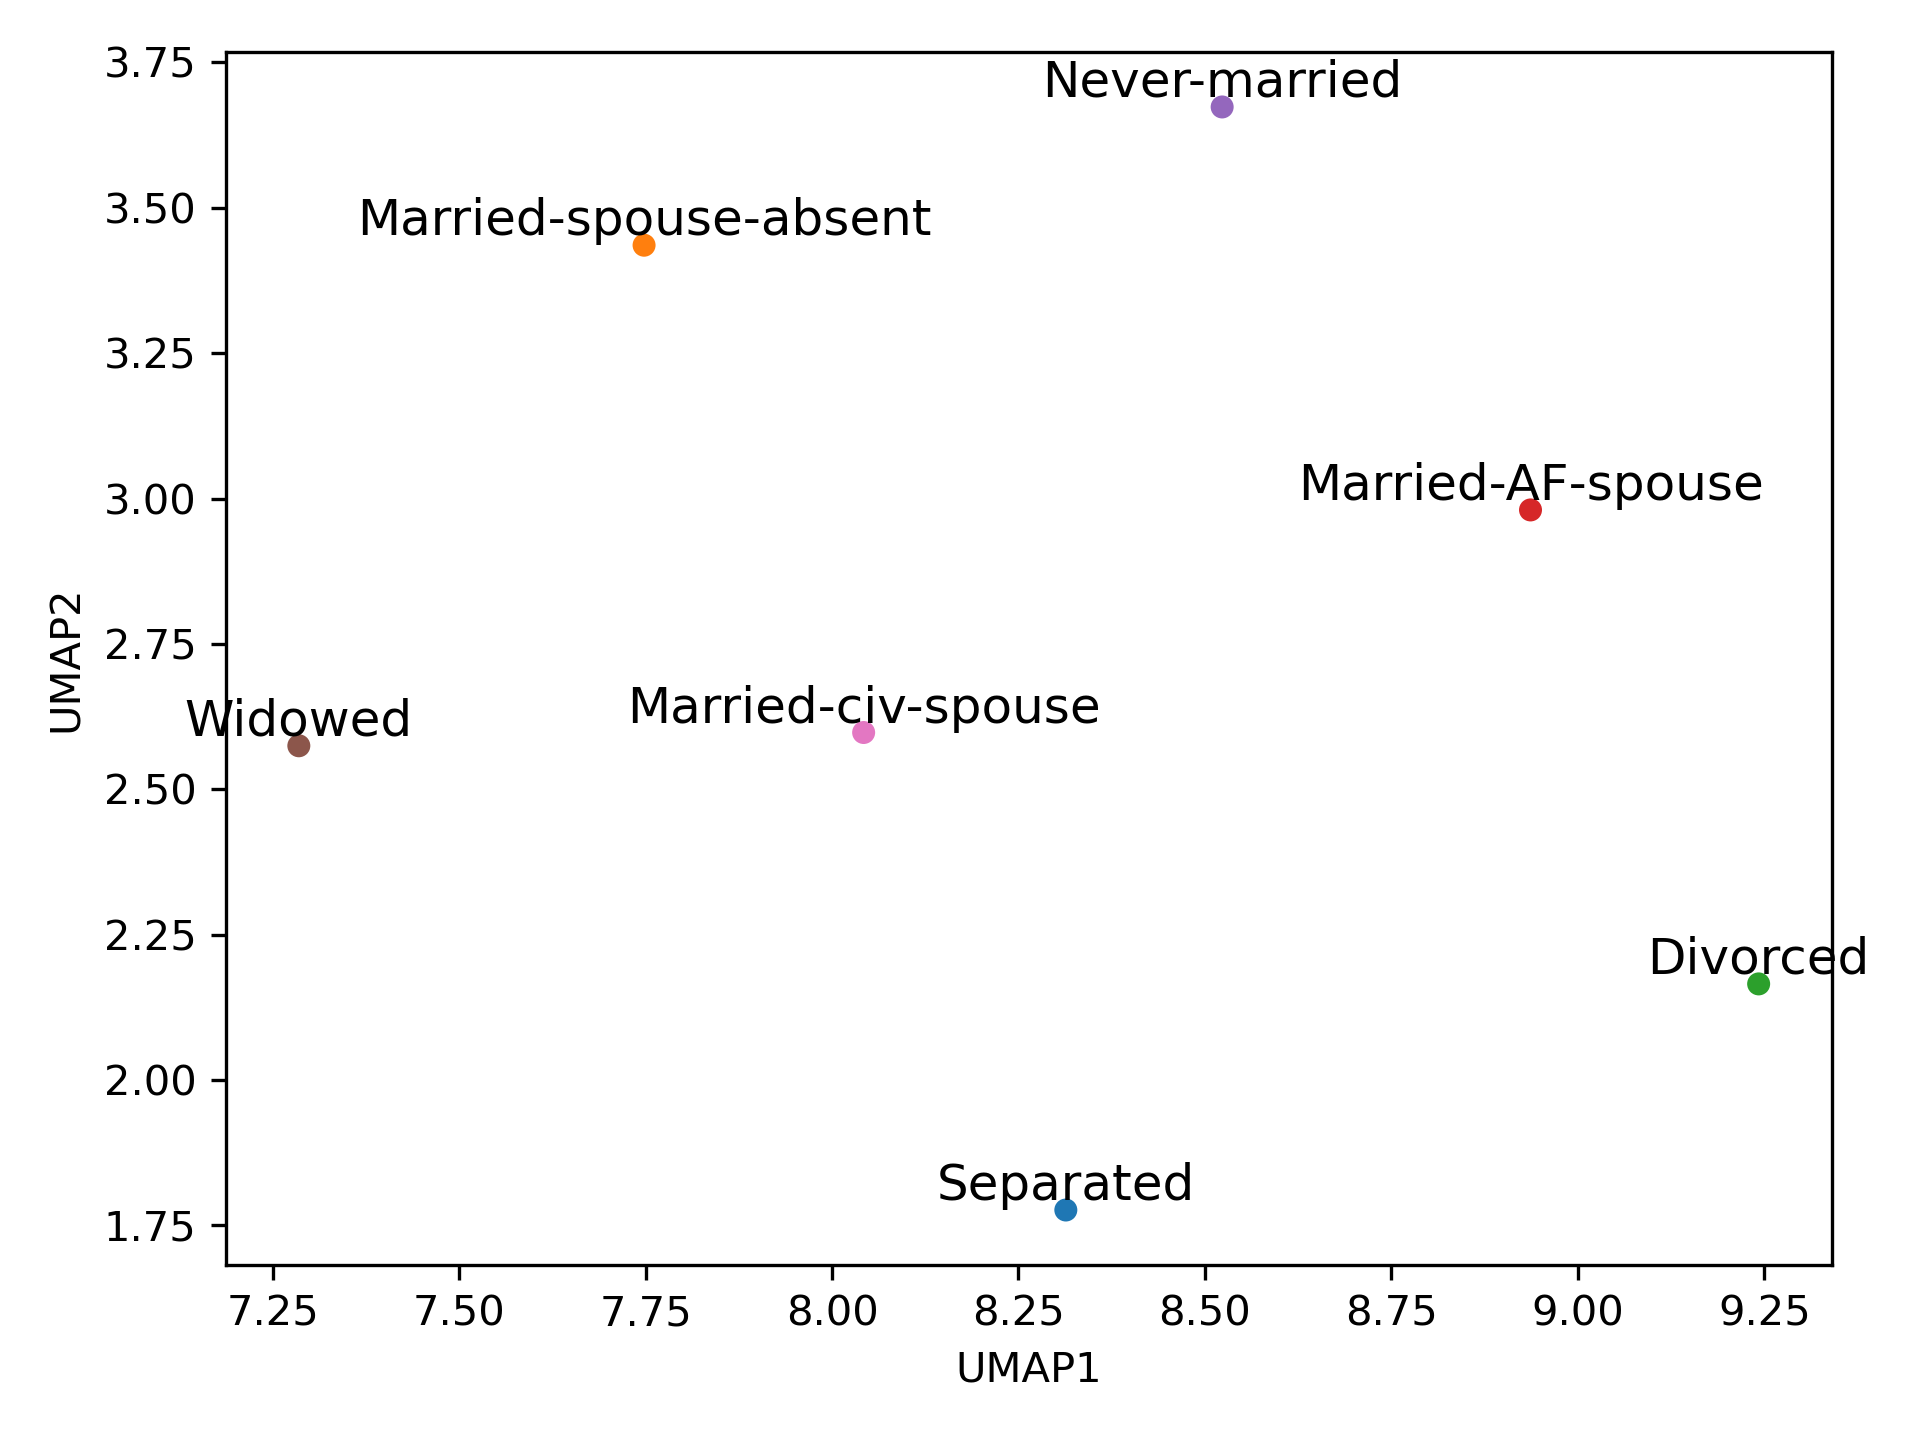 3.75
Never-married
3.50
Married-spouse-absent
3.25
3.00
Married-AF-spouse
2.75
UMAP2
Widowed
Married-civ-spouse
2.50
2.25
Divorced
2.00
Separated
1.75
7.25 7.50 7.75 8.00 8.25 8.50 8.75 9.00 9.25
UMAP1